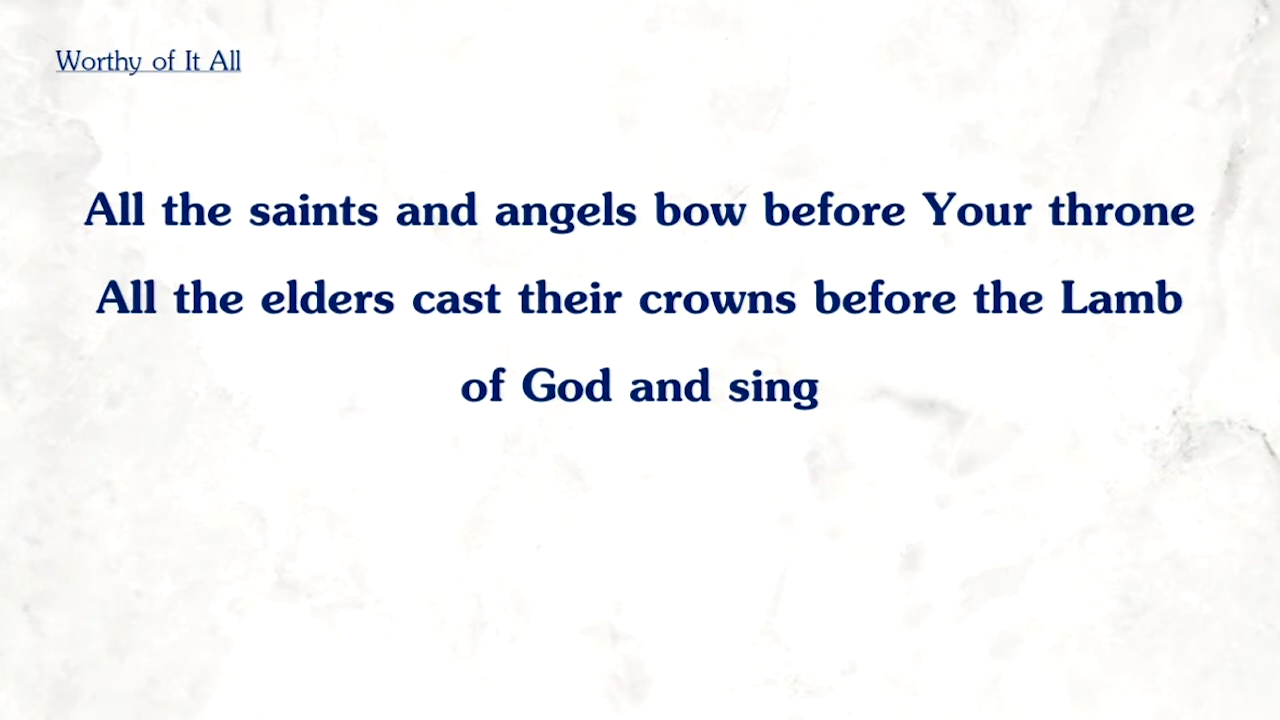 Worthy of It All
All the saints and angels bow before Your throne
All the elders cast their crowns before the Lamb
of God and sing